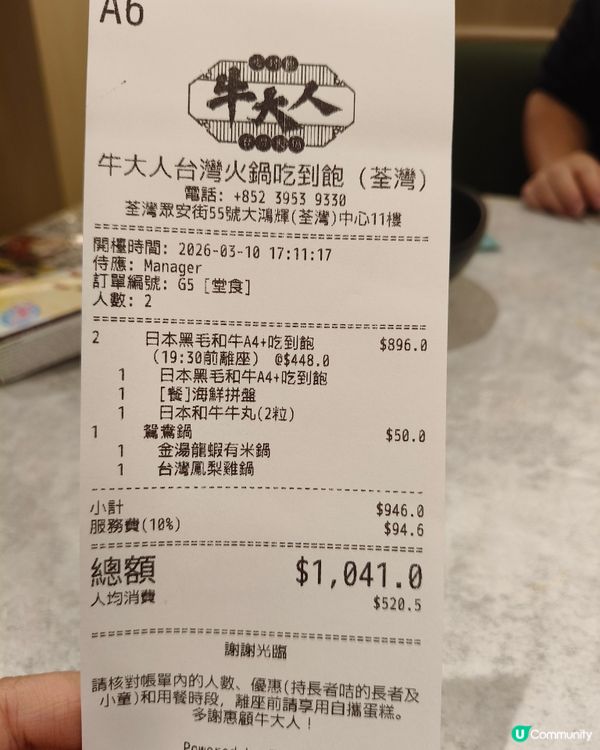 A6
牛大人
牛大人台灣火鍋吃到飽 (荃灣)
電話: +852 3953 9330
荃灣眾安街55號大鴻輝(荃灣)中心11樓
開檯時間: 2026-03-10 17:11:17
侍應: Manager
訂單編號: G5 [堂食]
人數: 2
2 日本黑毛和牛A4+吃到飽 $896.0
(19:30前離座) @$448.0
1 日本黑毛和牛A4+吃到飽
1 [餐]海鮮拼盤
1 日本和牛牛丸(2粒)
1 鴛鴦鍋 $50.0
1 金湯龍蝦有米鍋
1 台灣鳳梨雞鍋
小計 $946.0
服務費(10%) $94.6
總額 $1,041.0
人均消費 $520.5
謝謝光臨
請核對帳單內的人數、優惠(持長者咭的長者及
小童)和用餐時段, 離座前請享用自攜蛋糕。
多謝惠顧牛大人!
Powered
U Community